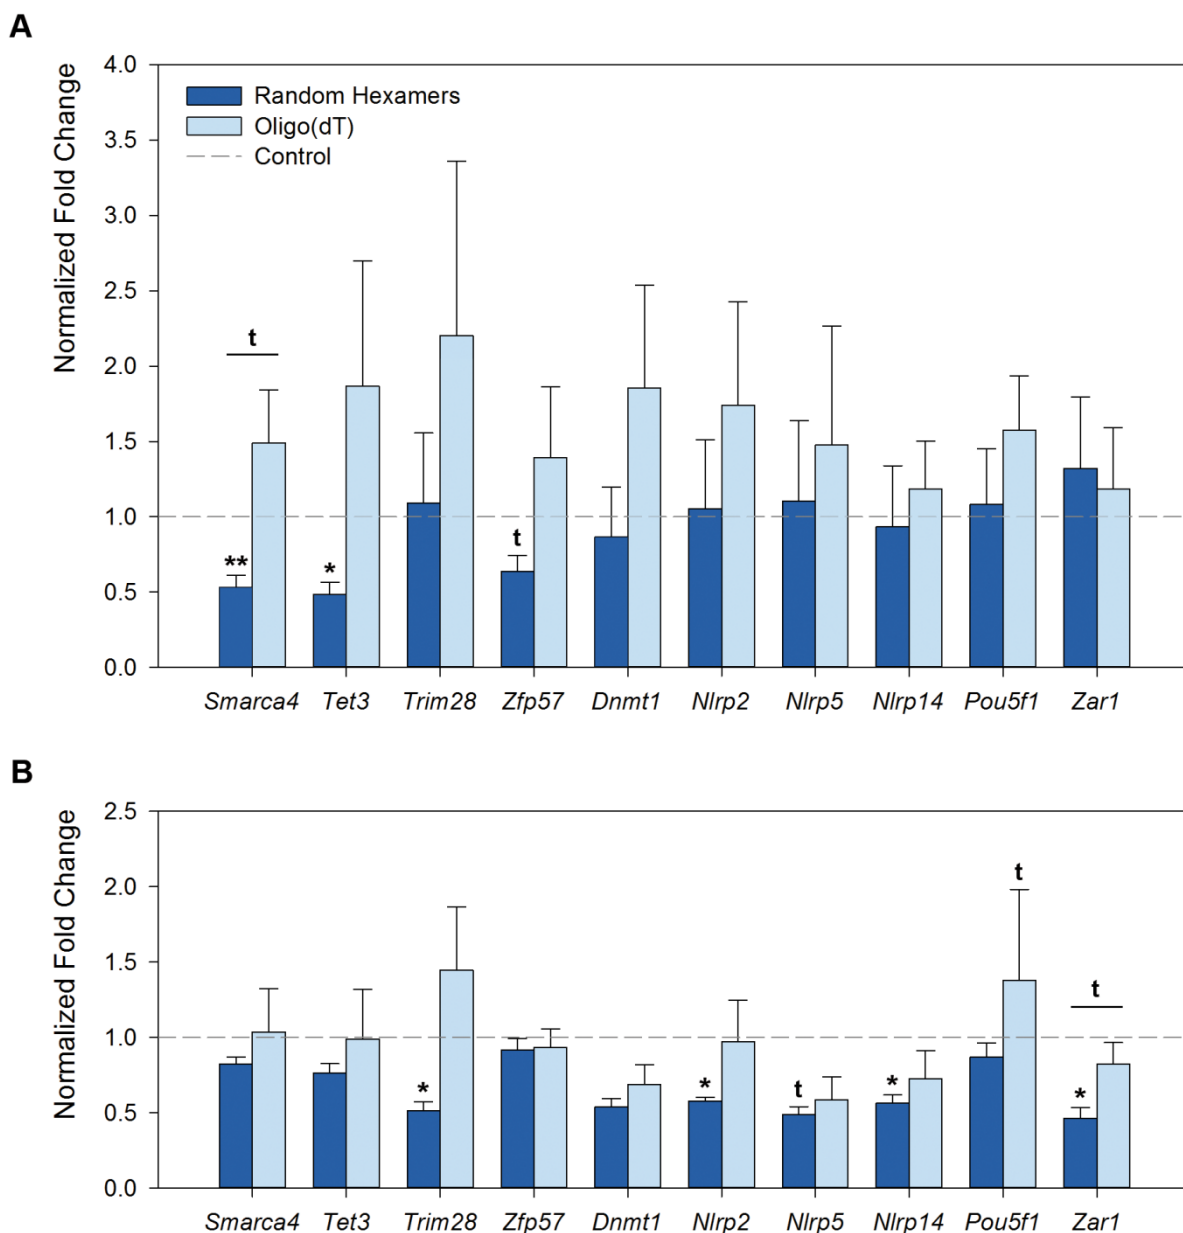 A
Normalized Fold Change
4.0
3.5
3.0
2.5
2.0
1.5
1.0
0.5
0.0
Random Hexamers
Oligo(dT)
Control
t
** * t
Smarca4 Tet3 Trim28 Zfp57 Dnmt1 Nlrp2 Nlrp5 Nlrp14 Pou5f1 Zar1
B
Normalized Fold Change
2.5
2.0
1.5
1.0
0.5
0.0
t
t
* * t * *
Smarca4 Tet3 Trim28 Zfp57 Dnmt1 Nlrp2 Nlrp5 Nlrp14 Pou5f1 Zar1